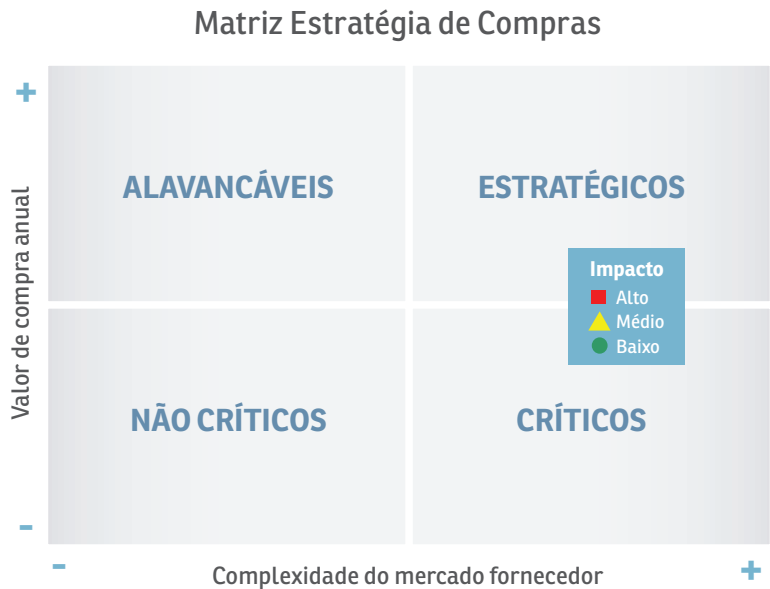 Matriz Estratégia de Compras
+
Valor de compra anual
-
ALAVANCÁVEIS
ESTRATÉGICOS
Impacto
Alto
Médio
Baixo
NÃO CRÍTICOS
CRÍTICOS
-
Complexidade do mercado fornecedor
+